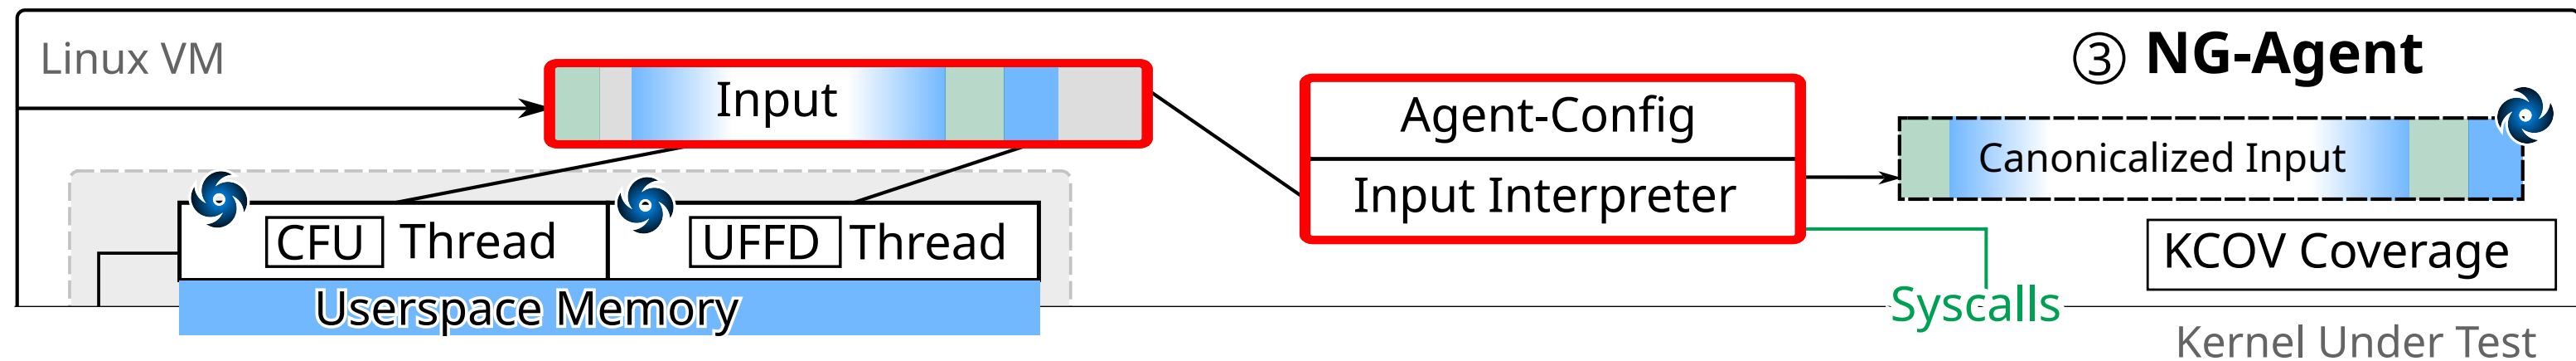 Linux VM
Input
③ NG-Agent
Agent-Config
Input Interpreter
Canonicalized Input
CFU Thread
UFFD Thread
KCOV Coverage
Userspace Memory
Syscalls
Kernel Under Test